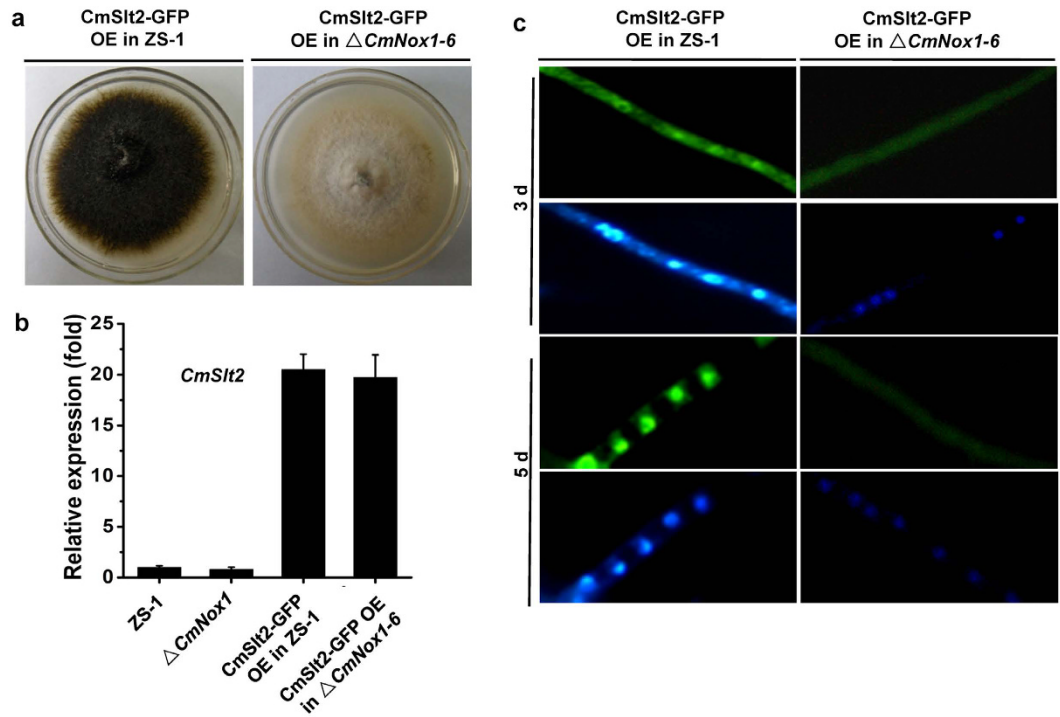 a
CmSlt2-GFP
OE in ZS-1
CmSlt2-GFP
OE in △CmNox1-6
b
Relative expression (fold)
25
20
15
10
5
0
CmSlt2
ZS-1
△CmNox1
CmSlt2-GFP
OE in ZS-1
CmSlt2-GFP OE
in △CmNox1-6
c
CmSlt2-GFP
OE in ZS-1
CmSlt2-GFP
OE in △CmNox1-6
3 d
5 d